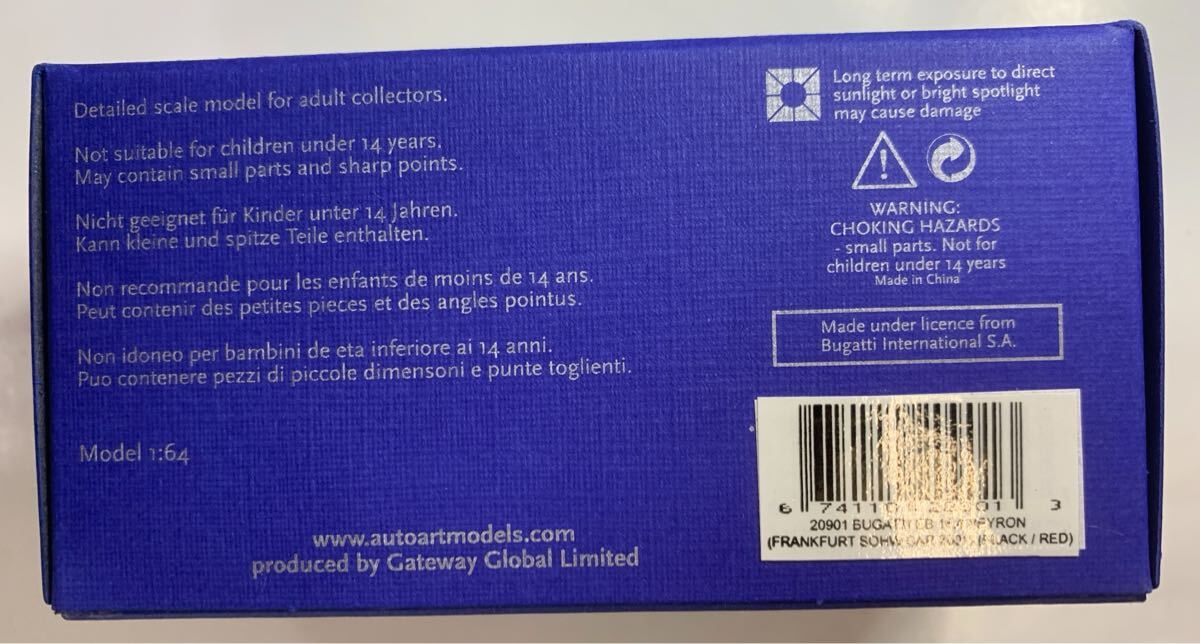 Detailed scale model for adult collectors.
Not suitable for children under 14 years.
May contain small parts and sharp points.
Nicht geeignet für Kinder unter 14 Jahren.
Kann kleine und spitze Teile enthalten.
Non recommande pour les enfants de moins de 14 ans.
Peut contenir des petites pieces et des angles pointus.
Non idoneo per bambini de eta inferiore ai 14 anni.
Puo contenere pezzi di piccole dimensoni e punte toglienti.
Model 1:64
www.autoartmodels.com
produced by Gateway Global Limited
Long term exposure to direct
sunlight or bright spotlight
may cause damage
WARNING:
CHOKING HAZARDS
- small parts. Not for
children under 14 years
Made in China
Made under licence from
Bugatti International S.A.
6 3
20901 BUGATTI EB
(FRANKFURT SOHW CAR (BLACK / RED)